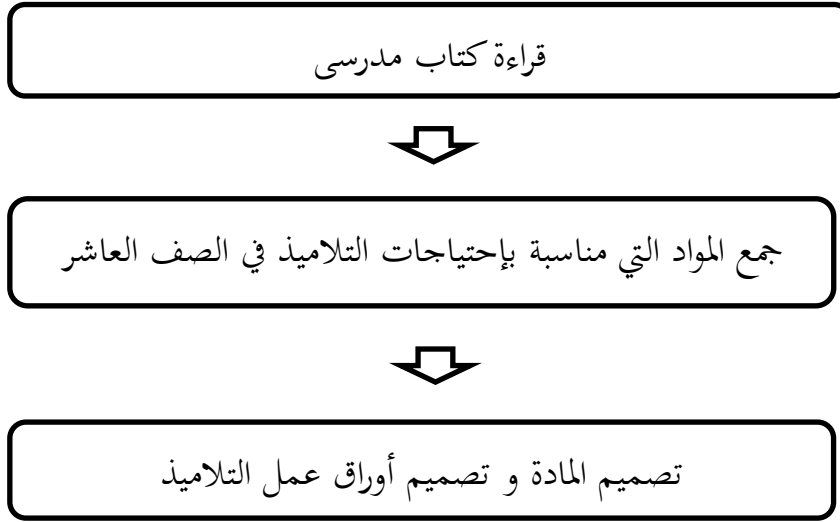 قراءة كتاب مدرسى
جمع المواد التي مناسبة بإحتياجات التلاميذ في الصف العاشر
تصميم المادة و تصميم أوراق عمل التلاميذ